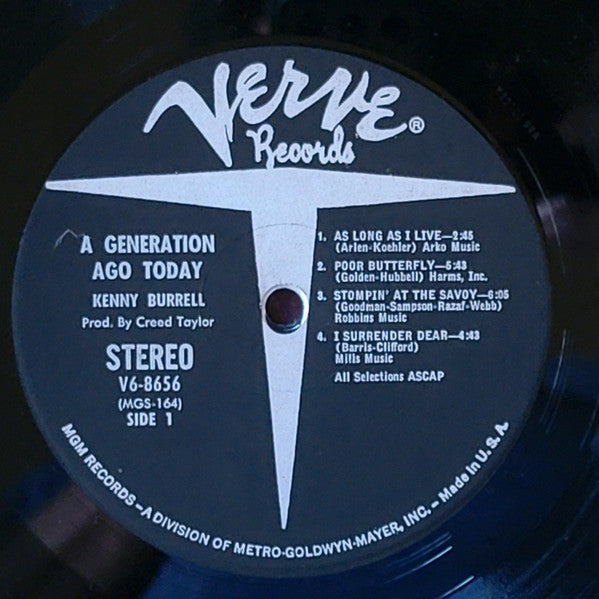 VERVE®
Records
A GENERATION
AGO TODAY
KENNY BURRELL
Prod. By Creed Taylor
STEREO
V6-8656
(MGS-164)
SIDE 1
1. AS LONG AS I LIVE—2:45
(Arlen-Koehler) Arko Music
2. POOR BUTTERFLY—5:43
(Golden-Hubbell) Harms, Inc.
3. STOMPIN' AT THE SAVOY—6:05
(Goodman-Sampson-Razaf-Webb)
Robbins Music
4. I SURRENDER DEAR—4:43
(Barris-Clifford)
Mills Music
All Selections ASCAP
MGM RECORDS – A DIVISION OF METRO-GOLDWYN-MAYER, INC. – Made in U.S.A.